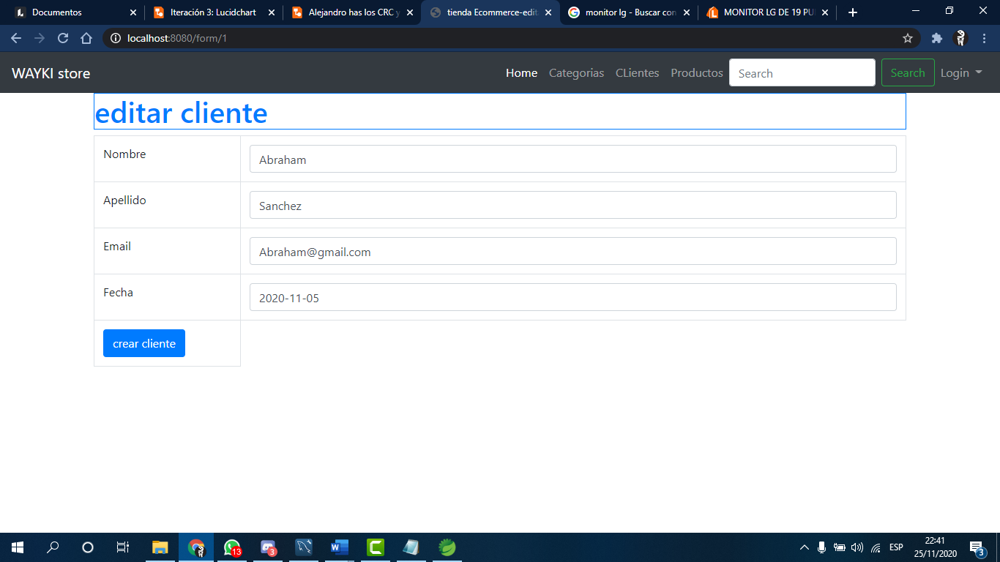 Documentos
Iteración 3: Lucidchart
Alejandro has los CRC y
tienda Ecommerce-edit
monitor lg - Buscar con
MONITOR LG DE 19 PU
localhost:8080/form/1
WAYKI store
Home Categorias CLientes Productos Search Search Login
editar cliente
Nombre Abraham
Apellido Sanchez
Email Abraham@gmail.com
Fecha 2020-11-05
crear cliente
13
3
W
ESP
22:41
25/11/2020
3